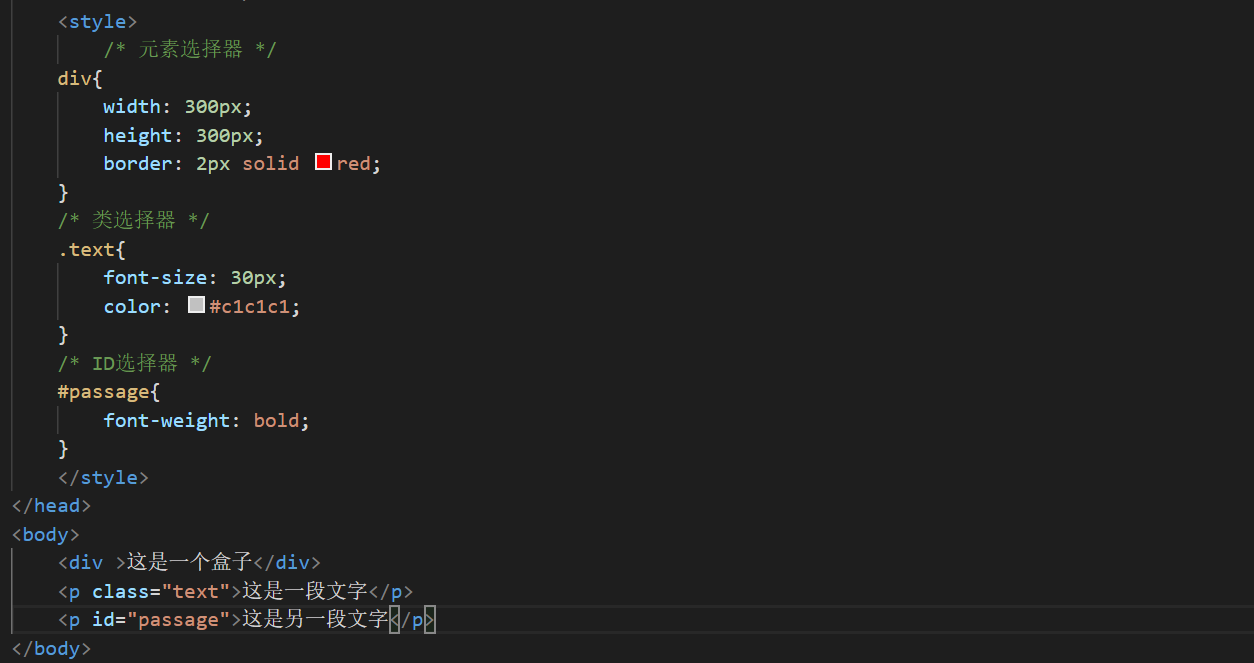 <style>
/* 元素选择器 */
div{
width: 300px;
height: 300px;
border: 2px solid red;
}
/* 类选择器 */
.text{
font-size: 30px;
color: #c1c1c1;
}
/* ID选择器 */
#passage{
font-weight: bold;
}
</style>
</head>
<body>
<div >这是一个盒子</div>
<p class="text">这是一段文字</p>
<p id="passage">这是另一段文字</p>
</body>